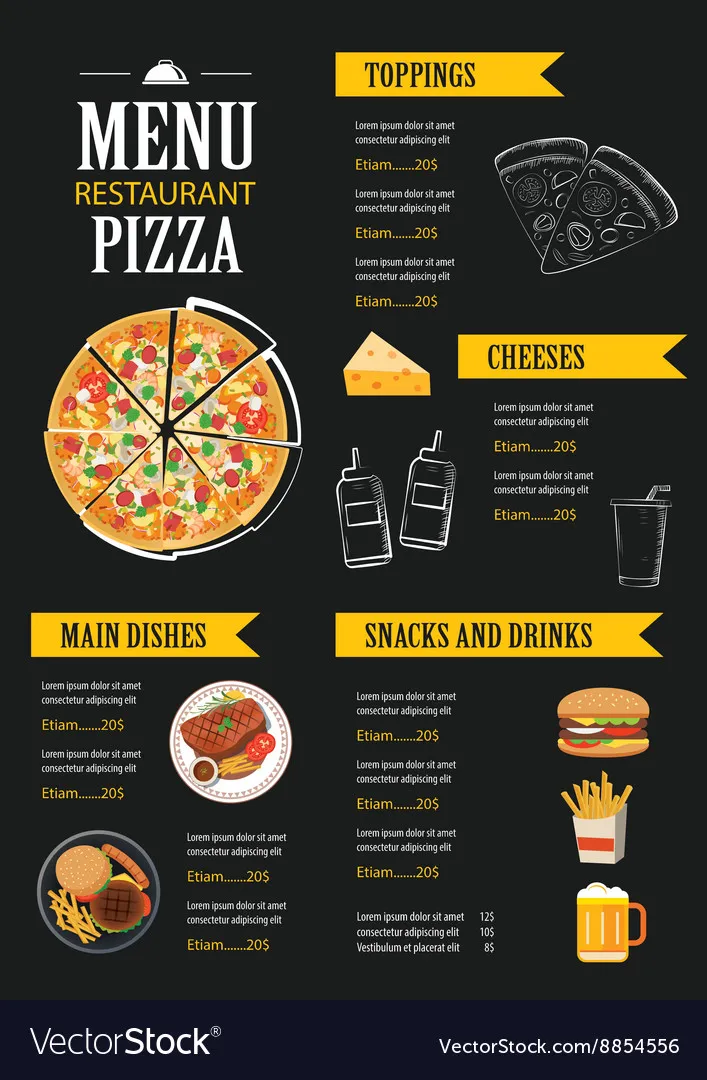 MENU
RESTAURANT
PIZZA
TOPPINGS
Lorem ipsum dolor sit amet
consectetur adipiscing elit
Etiam.......20$
Lorem ipsum dolor sit amet
consectetur adipiscing elit
Etiam.......20$
Lorem ipsum dolor sit amet
consectetur adipiscing elit
Etiam.......20$
CHEESES
Lorem ipsum dolor sit amet
consectetur adipiscing elit
Etiam.......20$
Lorem ipsum dolor sit amet
consectetur adipiscing elit
Etiam.......20$
MAIN DISHES
Lorem ipsum dolor sit amet
consectetur adipiscing elit
Etiam.......20$
Lorem ipsum dolor sit amet
consectetur adipiscing elit
Etiam.......20$
Lorem ipsum dolor sit amet
consectetur adipiscing elit
Etiam.......20$
Lorem ipsum dolor sit amet
consectetur adipiscing elit
Etiam.......20$
SNACKS AND DRINKS
Lorem ipsum dolor sit amet
consectetur adipiscing elit
Etiam.......20$
Lorem ipsum dolor sit amet
consectetur adipiscing elit
Etiam.......20$
Lorem ipsum dolor sit amet
consectetur adipiscing elit
Etiam.......20$
Lorem ipsum dolor sit amet 12$
consectetur adipiscing elit 10$
Vestibulum et placerat elit 8$
VectorStock®
VectorStock.com/8854556